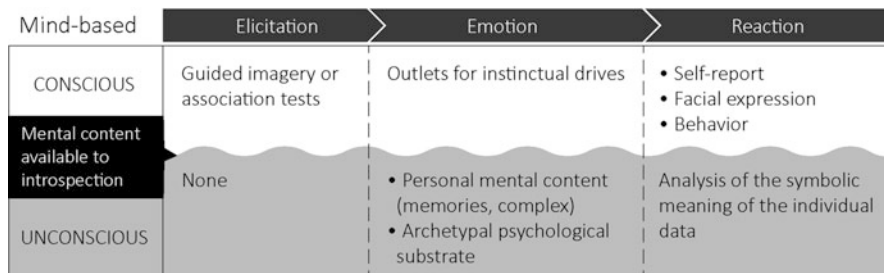 Mind-based
Elicitation
Emotion
Reaction
CONSCIOUS
Guided imagery or
association tests
Outlets for instinctual drives
• Self-report
• Facial expression
• Behavior
Mental content
available to
introspection
UNCONSCIOUS
None
• Personal mental content
(memories, complex)
• Archetypal psychological
substrate
Analysis of the symbolic
meaning of the individual
data